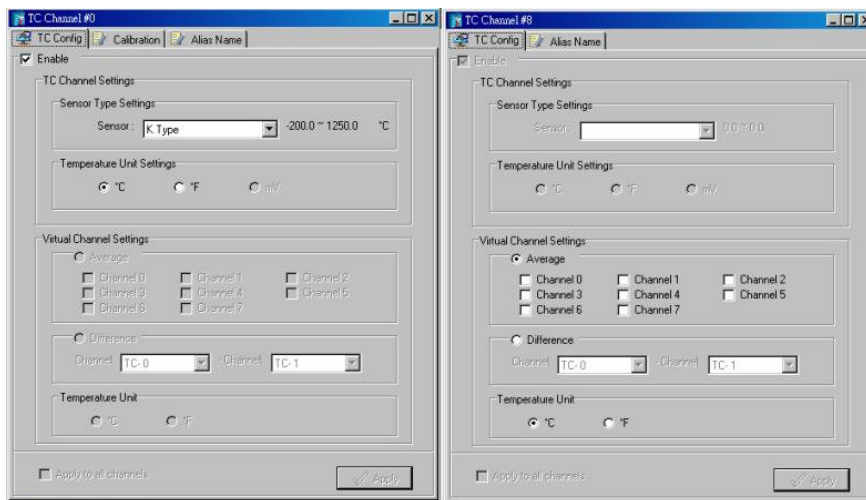 TC Channel #0
TC Config Calibration Alias Name
Enable
TC Channel Settings
Sensor Type Settings
Sensor : K Type -200.0 ~ 1250.0 °C
Temperature Unit Settings
°C °F mV
Virtual Channel Settings
Average
Channel 0 Channel 1 Channel 2
Channel 3 Channel 4 Channel 5
Channel 6 Channel 7
Difference
Channel TC- 0 - Channel TC- 1
Temperature Unit
°C °F
Apply to all channels Apply
TC Channel #8
TC Config Alias Name
Enable
TC Channel Settings
Sensor Type Settings
Sensor : 0.0 ~ 0.0
Temperature Unit Settings
°C °F mV
Virtual Channel Settings
Average
Channel 0 Channel 1 Channel 2
Channel 3 Channel 4 Channel 5
Channel 6 Channel 7
Difference
Channel TC- 0 - Channel TC- 1
Temperature Unit
°C °F
Apply to all channels Apply